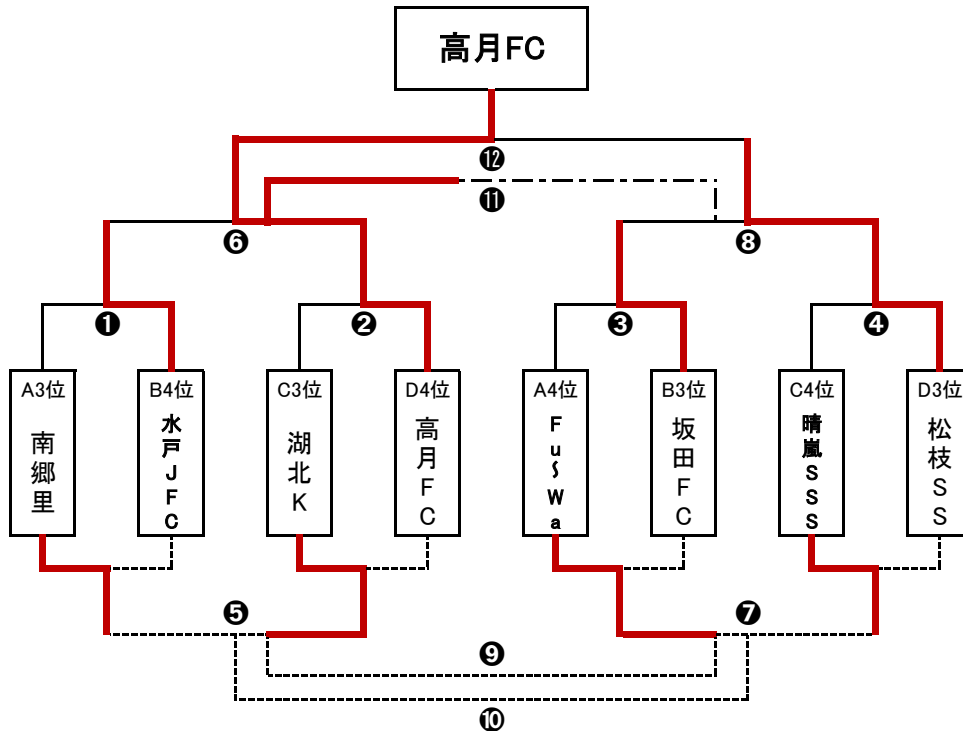 高月FC
⓬
⓫
❻
❽
❶
❷
❸
❹
A3位
南郷里
B4位
水戸JFC
C3位
湖北K
D4位
高月FC
A4位
Fu～Wa
B3位
坂田FC
C4位
晴嵐SSS
D3位
松枝SS
❺
❼
❾
❿